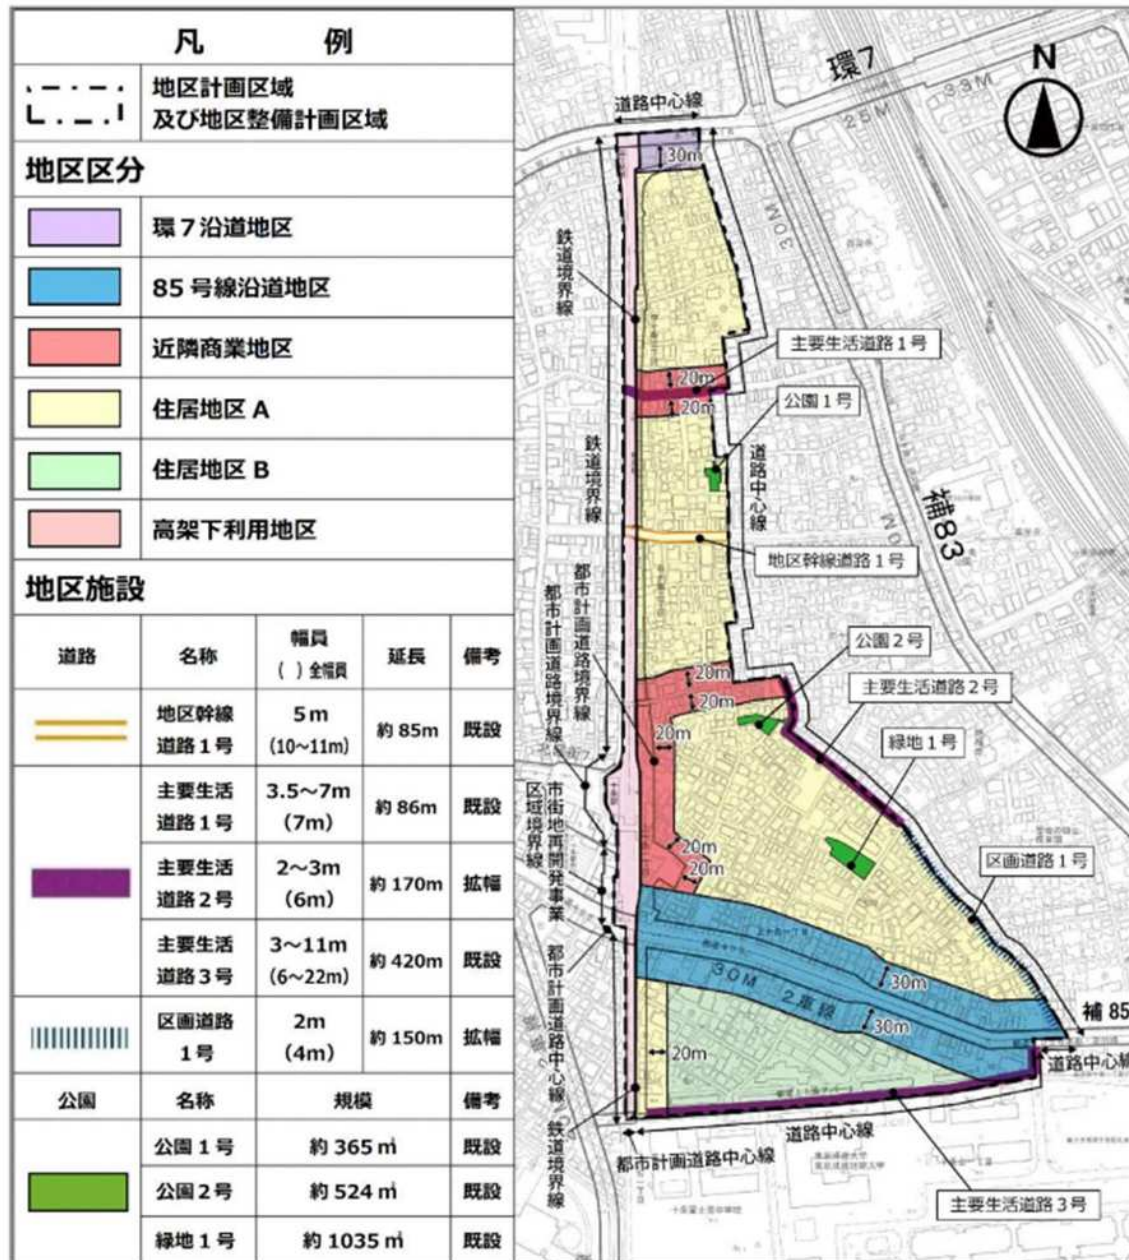 凡　　　例
地区計画区域
及び地区整備計画区域
地区区分
環７沿道地区
85号線沿道地区
近隣商業地区
住居地区 A
住居地区 B
高架下利用地区
地区施設
道路　名称　幅員　延長　備考
（　）全幅員
地区幹線　5m　約 85m　既設
道路１号　(10〜11m)
主要生活　3.5〜7m　約 86m　既設
道路１号　(7m)
主要生活　2〜3m　約 170m　拡幅
道路２号　(6m)
主要生活　3〜11m　約 420m　既設
道路３号　(6〜22m)
区画道路　2m　約 150m　拡幅
１号　(4m)
公園　名称　規模　備考
公園１号　約 365 ㎡　既設
公園２号　約 524 ㎡　既設
緑地１号　約 1035 ㎡　既設
環7
N
33M
25M
道路中心線
30m
30M
鉄道境界線
主要生活道路１号
20m
20m
公園１号
鉄道境界線
道路中心線
補83
地区幹線道路１号
都市計画道路境界線
都市計画道路境界線
公園２号
20m
20m
主要生活道路２号
20m
緑地１号
市街地再開発事業
区域境界線
20m
20m
区画道路１号
都市計画道路中心線
30M　2車線
30m
30m
補 85
道路中心線
20m
鉄道境界線
道路中心線
都市計画道路中心線
主要生活道路３号